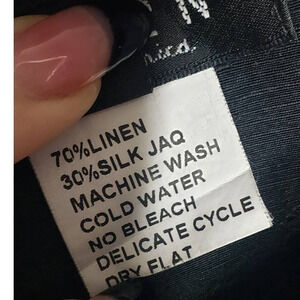 70%LINEN
30%SILK JAQ
MACHINE WASH
COLD WATER
NO BLEACH
DELICATE CYCLE
DRY FLAT